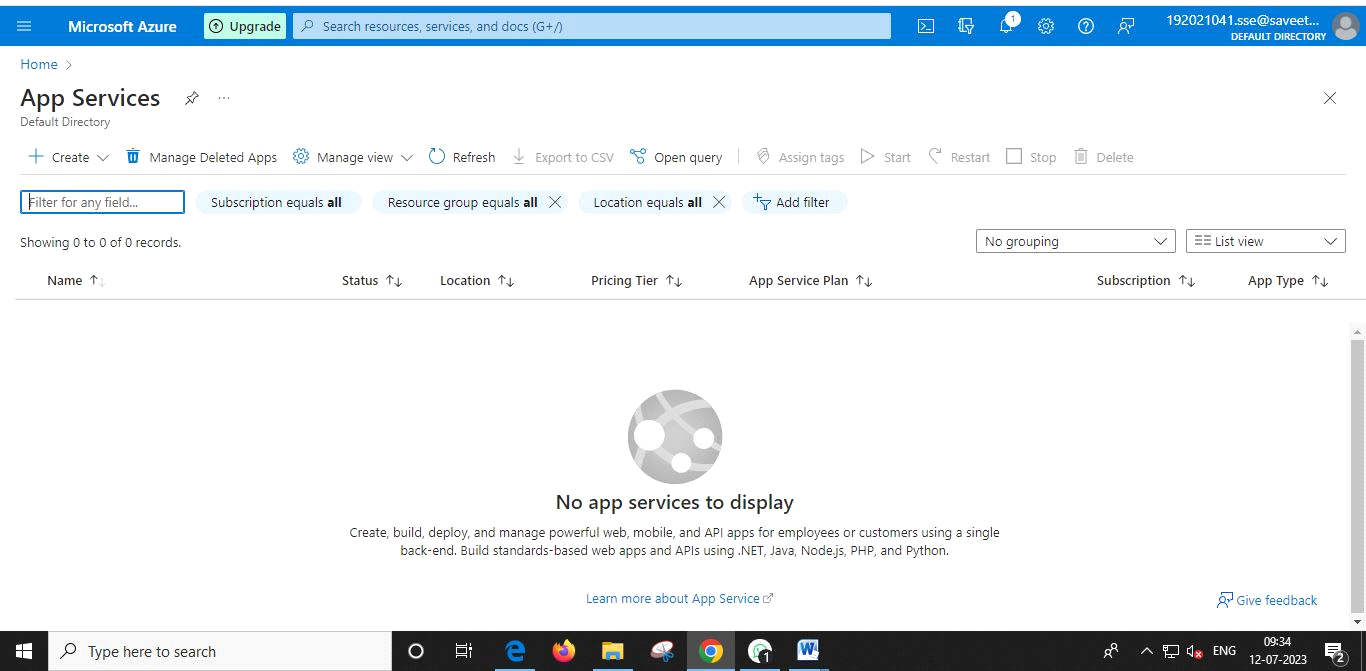 Microsoft Azure
Upgrade
Search resources, services, and docs (G+/)
1
192021041.sse@saveet...
DEFAULT DIRECTORY
Home
App Services
...
Default Directory
Create
Manage Deleted Apps
Manage view
Refresh
Export to CSV
Open query
Assign tags
Start
Restart
Stop
Delete
Filter for any field...
Subscription equals all
Resource group equals all
Location equals all
Add filter
Showing 0 to 0 of 0 records.
No grouping
List view
Name
Status
Location
Pricing Tier
App Service Plan
Subscription
App Type
No app services to display
Create, build, deploy, and manage powerful web, mobile, and API apps for employees or customers using a single
back-end. Build standards-based web apps and APIs using .NET, Java, Node.js, PHP, and Python.
Learn more about App Service
Give feedback
Type here to search
1
W
ENG
09:34
12-07-2023
2